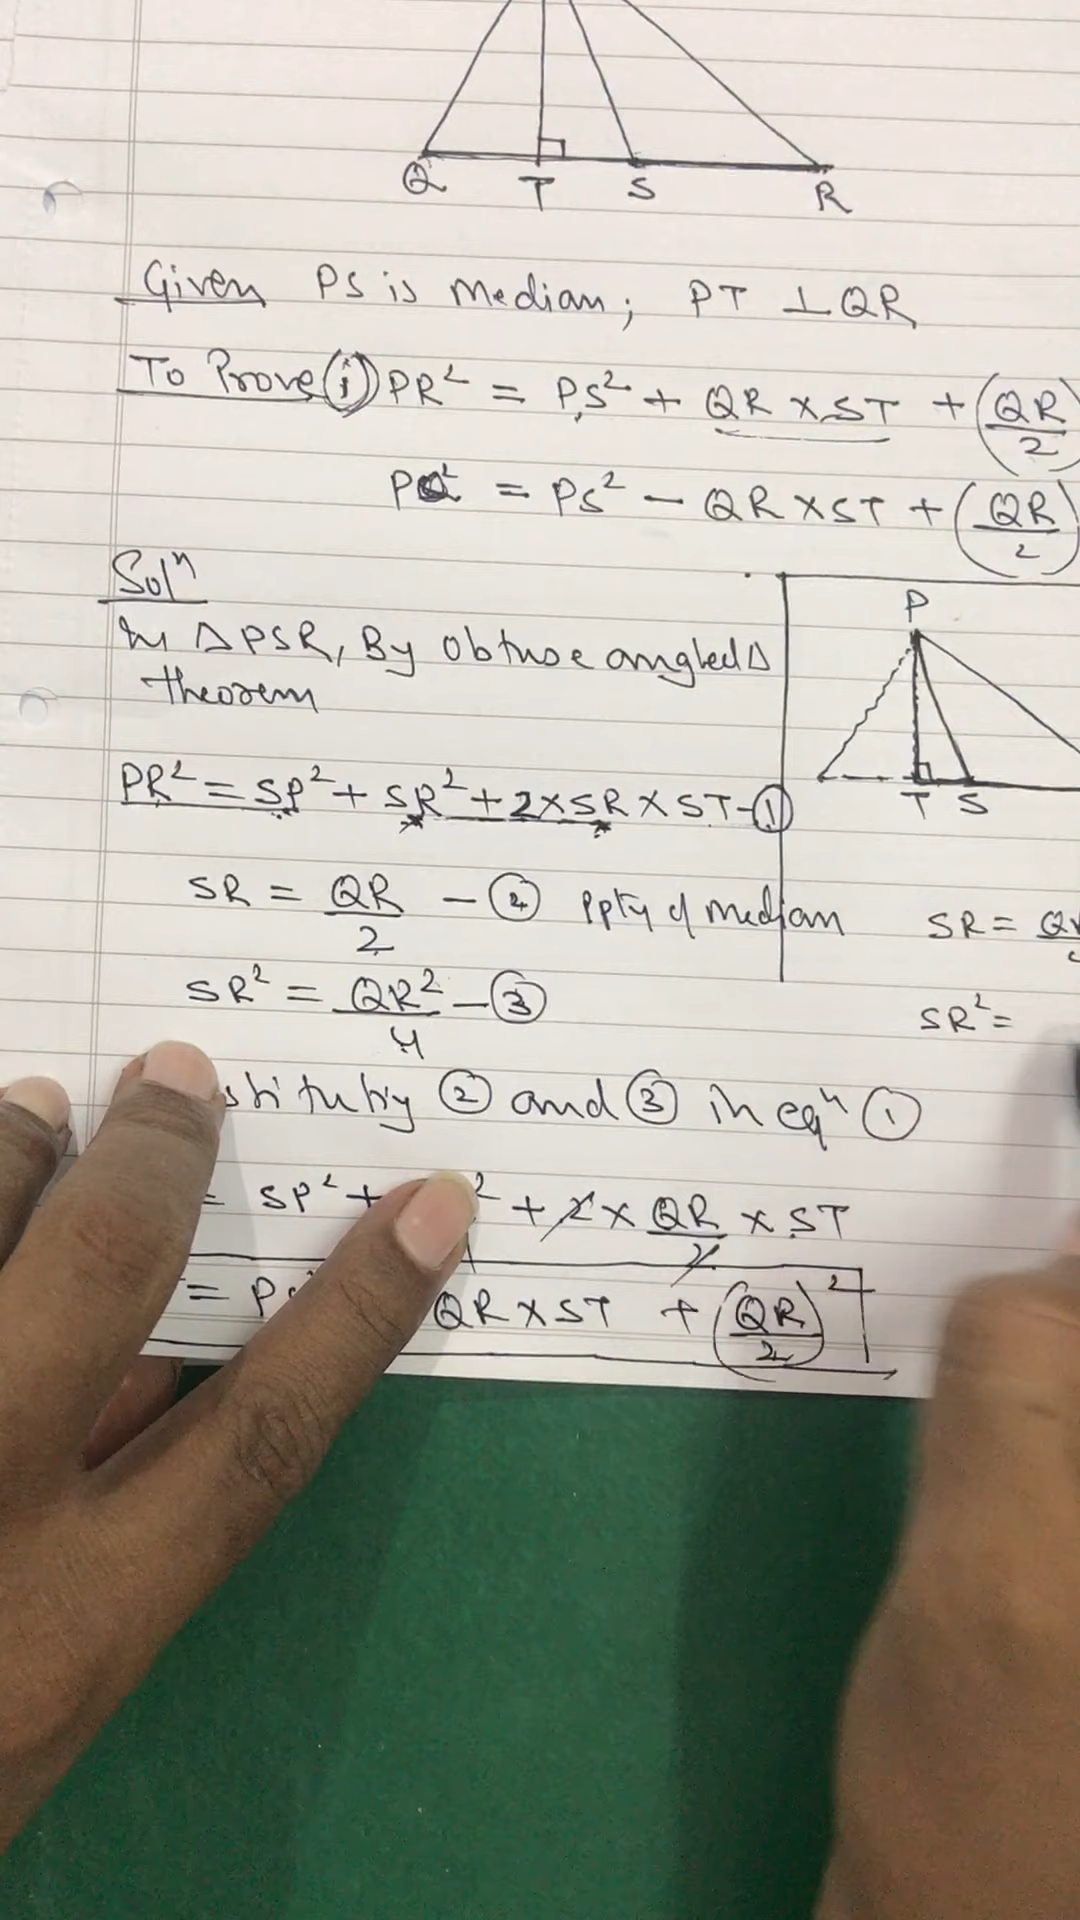 Q T S R
Given PS is median; PT ⊥ QR
To Prove (i) PR² = PS² + QR × ST + (QR/2
PQ² = PS² - QR × ST + (QR/2)
Solⁿ
In △PSR, By obtuse angled △
theorem
P
T S
PR² = SP² + SR² + 2×SR×ST - ①
SR = QR/2 - ② ppty of median
SR =
SR² = QR²/4 - ③
SR² =
② and ③ in eqⁿ ①
= SP² + ² + 2 × QR/2 × ST
= QR × ST + (QR/2)²